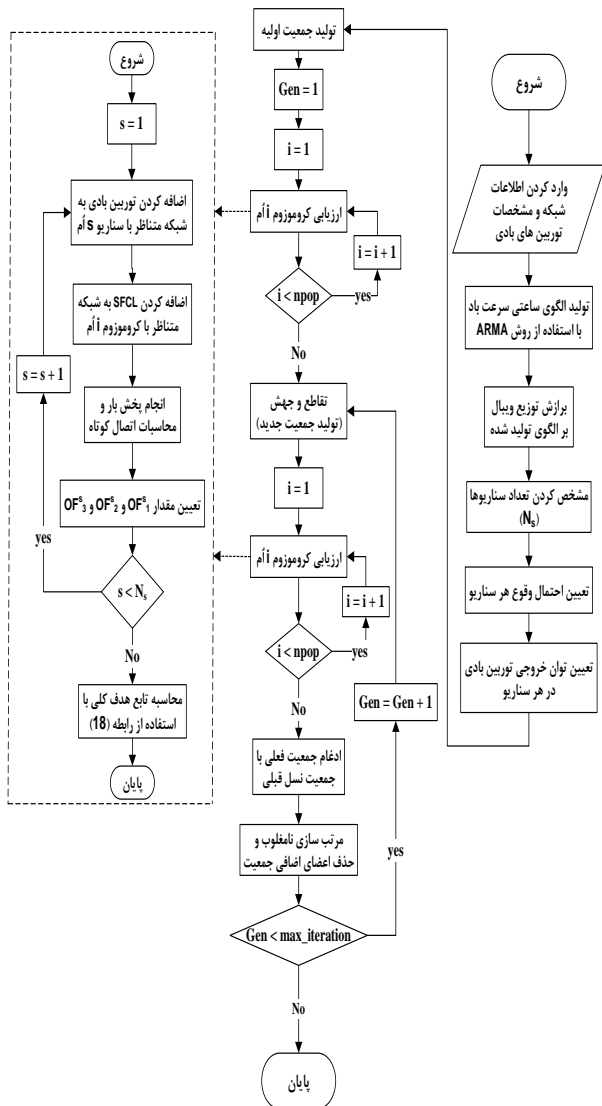 شروع
وارد کردن اطلاعات
شبکه و مشخصات
توربین های بادی
تولید الگوی ساعتی سرعت باد
با استفاده از روش ARMA
برازش توزیع ویبال
بر الگوی تولید شده
مشخص کردن تعداد سناریوها
(Ns)
تعیین احتمال وقوع هر سناریو
تعیین توان خروجی توربین بادی
در هر سناریو
تولید جمعیت اولیه
Gen = 1
i = 1
ارزیابی کروموزوم i اُم
i = i + 1
i < npop
yes
No
تقاطع و جهش
(تولید جمعیت جدید)
i = 1
ارزیابی کروموزوم i اُم
i = i + 1
i < npop
yes
No
Gen = Gen + 1
ادغام جمعیت فعلی با
جمعیت نسل قبلی
مرتب سازی نامغلوب و
حذف اعضای اضافی جمعیت
yes
Gen < max_iteration
No
پایان
شروع
s = 1
اضافه کردن توربین بادی به
شبکه متناظر با سناریو s اُم
اضافه کردن SFCL به شبکه
متناظر با کروموزوم i اُم
s = s + 1
انجام پخش بار و
محاسبات اتصال کوتاه
تعیین مقدار OF₁ˢ و OF₂ˢ و OF₃ˢ
yes
s < Ns
No
محاسبه تابع هدف کلی با
استفاده از رابطه (18)
پایان